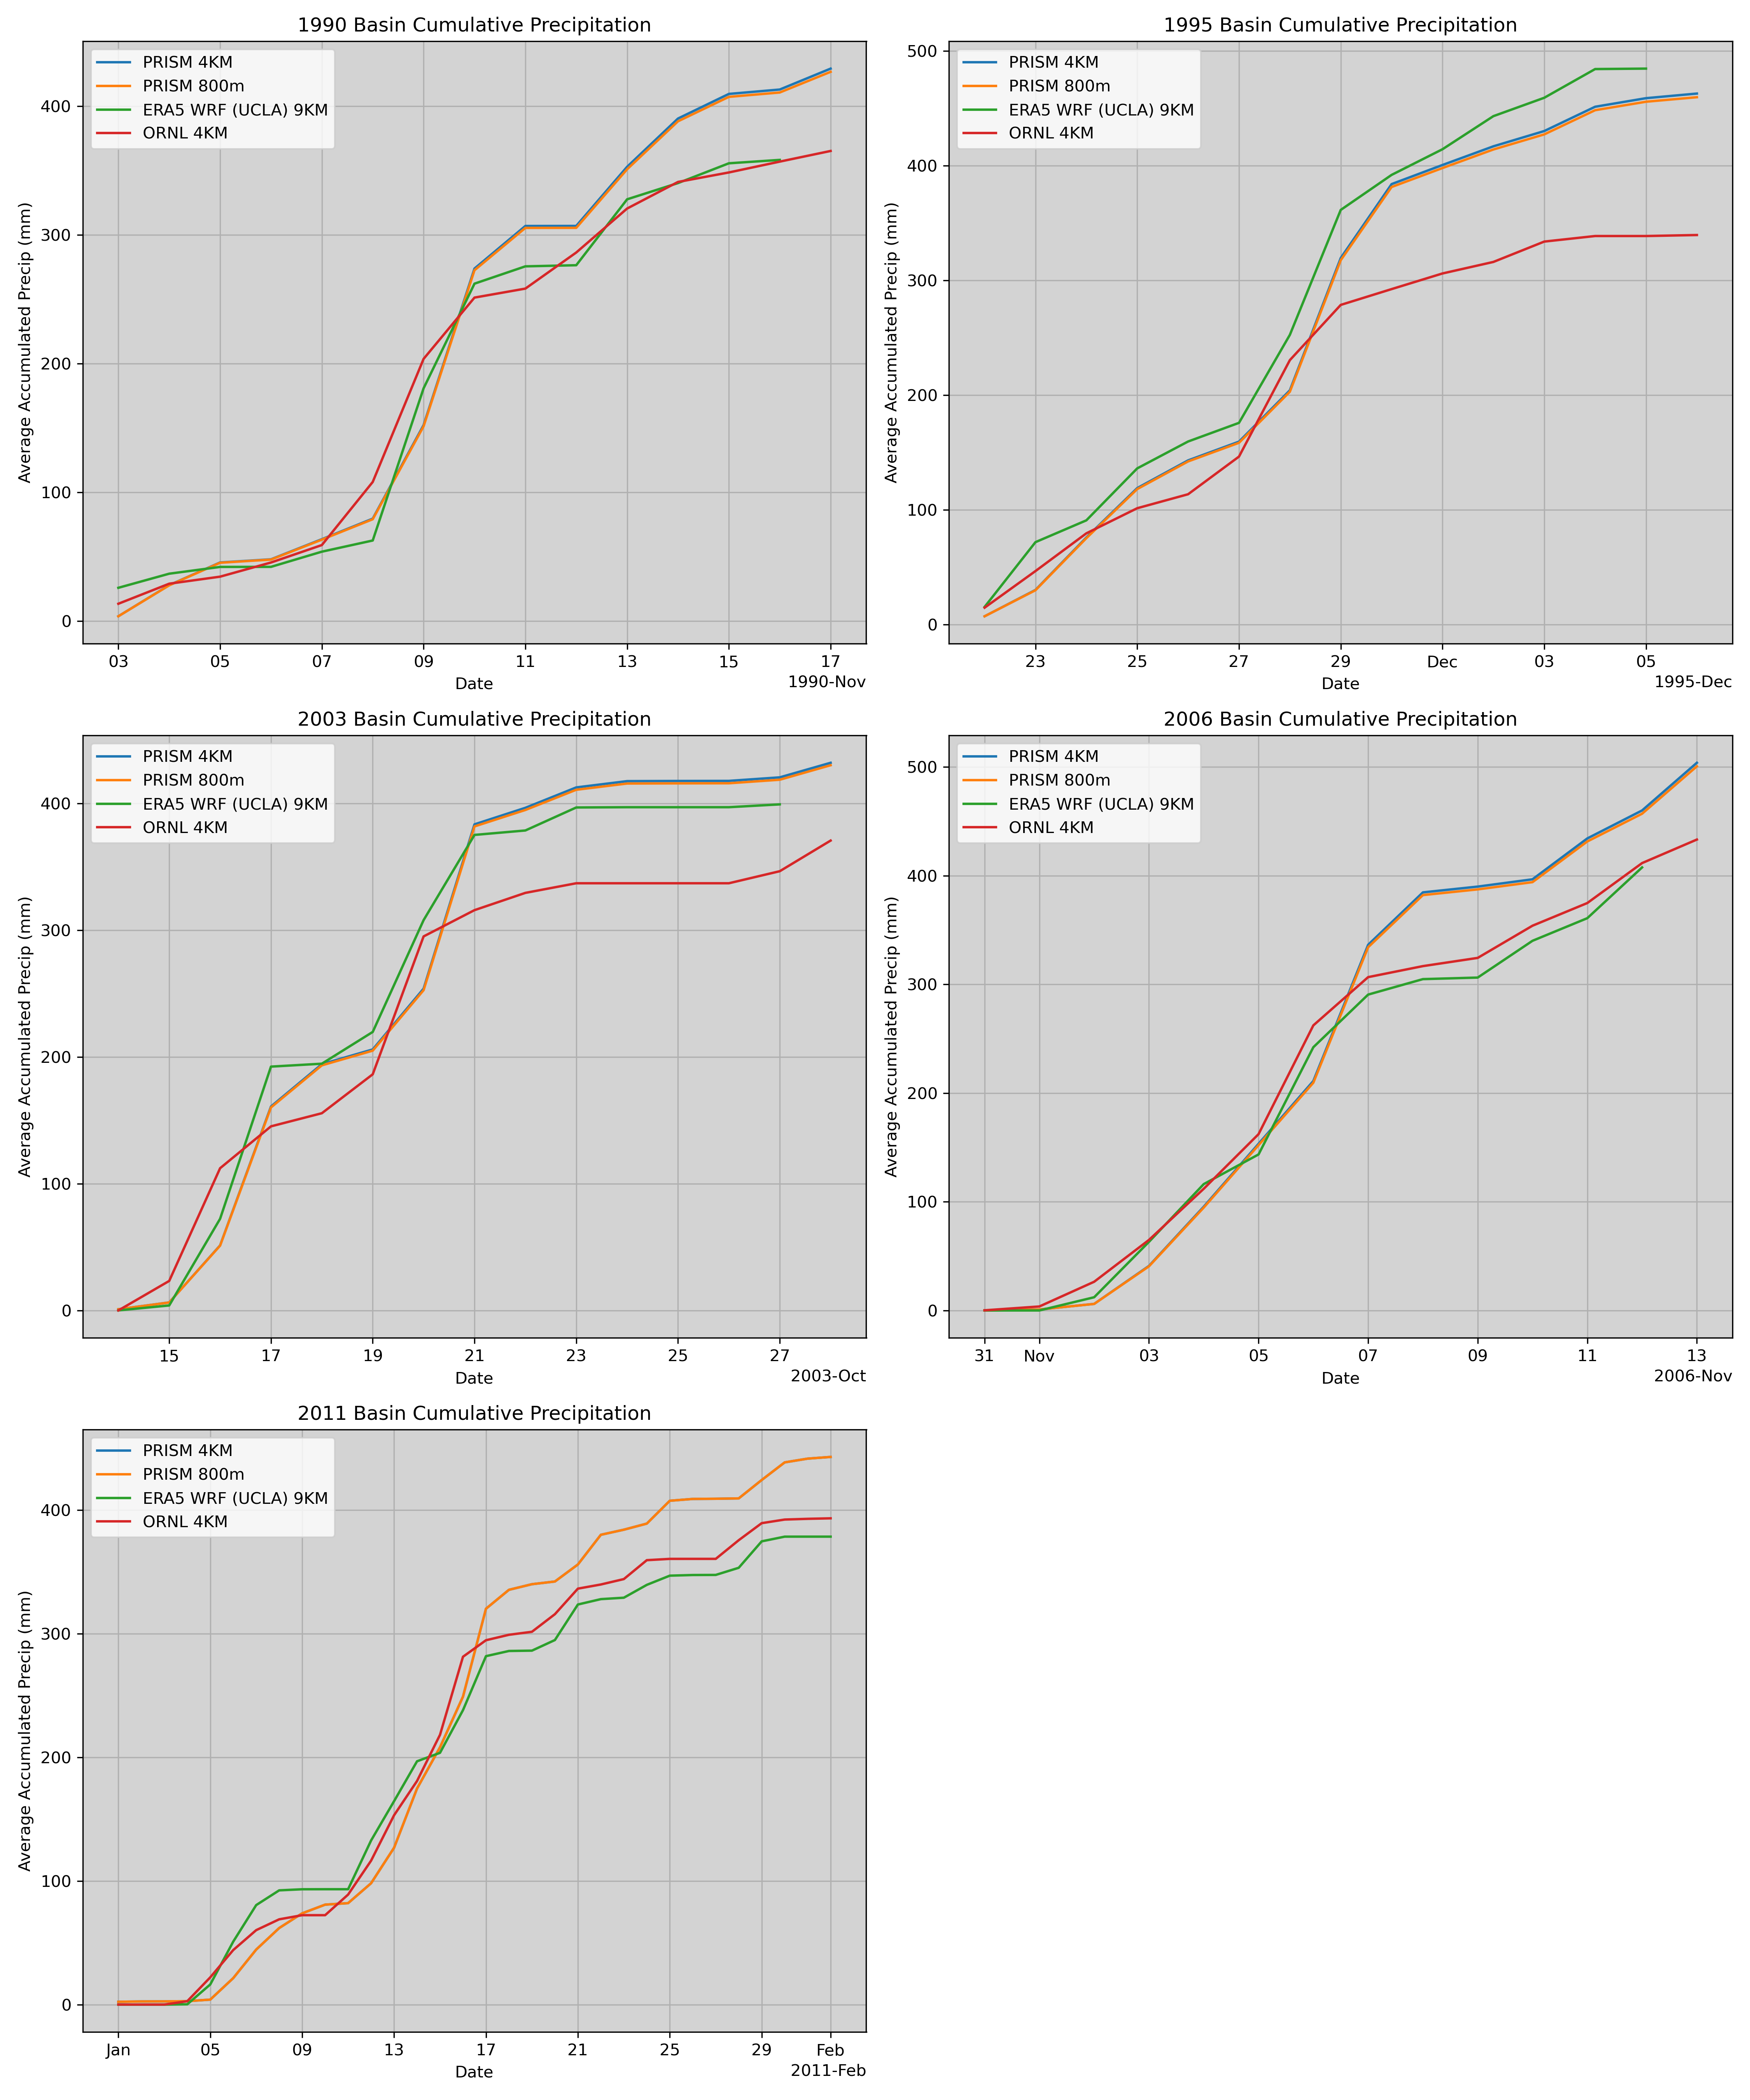 1990 Basin Cumulative Precipitation
PRISM 4KM
PRISM 800m
ERA5 WRF (UCLA) 9KM
ORNL 4KM
Average Accumulated Precip (mm)
400
300
200
100
0
03 05 07 09 11 13 15 17
Date
1990-Nov
1995 Basin Cumulative Precipitation
PRISM 4KM
PRISM 800m
ERA5 WRF (UCLA) 9KM
ORNL 4KM
Average Accumulated Precip (mm)
500
400
300
200
100
0
23 25 27 29 Dec 03 05
Date
1995-Dec
2003 Basin Cumulative Precipitation
PRISM 4KM
PRISM 800m
ERA5 WRF (UCLA) 9KM
ORNL 4KM
Average Accumulated Precip (mm)
400
300
200
100
0
15 17 19 21 23 25 27
Date
2003-Oct
2006 Basin Cumulative Precipitation
PRISM 4KM
PRISM 800m
ERA5 WRF (UCLA) 9KM
ORNL 4KM
Average Accumulated Precip (mm)
500
400
300
200
100
0
31 Nov 03 05 07 09 11 13
Date
2006-Nov
2011 Basin Cumulative Precipitation
PRISM 4KM
PRISM 800m
ERA5 WRF (UCLA) 9KM
ORNL 4KM
Average Accumulated Precip (mm)
400
300
200
100
0
Jan 05 09 13 17 21 25 29 Feb
Date
2011-Feb